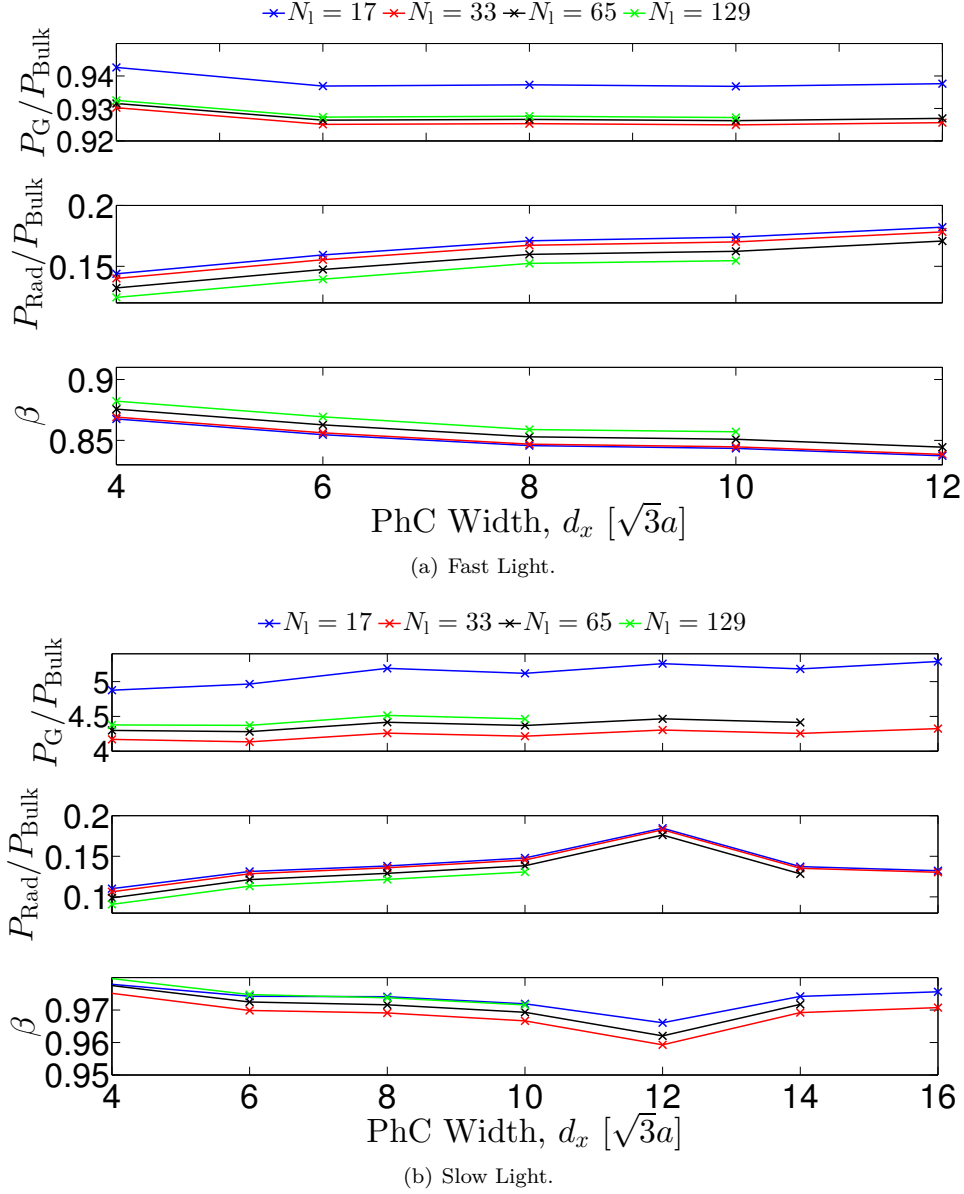 N_l = 17 N_l = 33 N_l = 65 N_l = 129
P_G/P_Bulk
0.94
0.93
0.92
P_Rad/P_Bulk
0.2
0.15
β
0.9
0.85
4 6 8 10 12
PhC Width, d_x [√3a]
(a) Fast Light.
N_l = 17 N_l = 33 N_l = 65 N_l = 129
P_G/P_Bulk
5
4.5
4
P_Rad/P_Bulk
0.2
0.15
0.1
β
0.97
0.96
0.95
4 6 8 10 12 14 16
PhC Width, d_x [√3a]
(b) Slow Light.